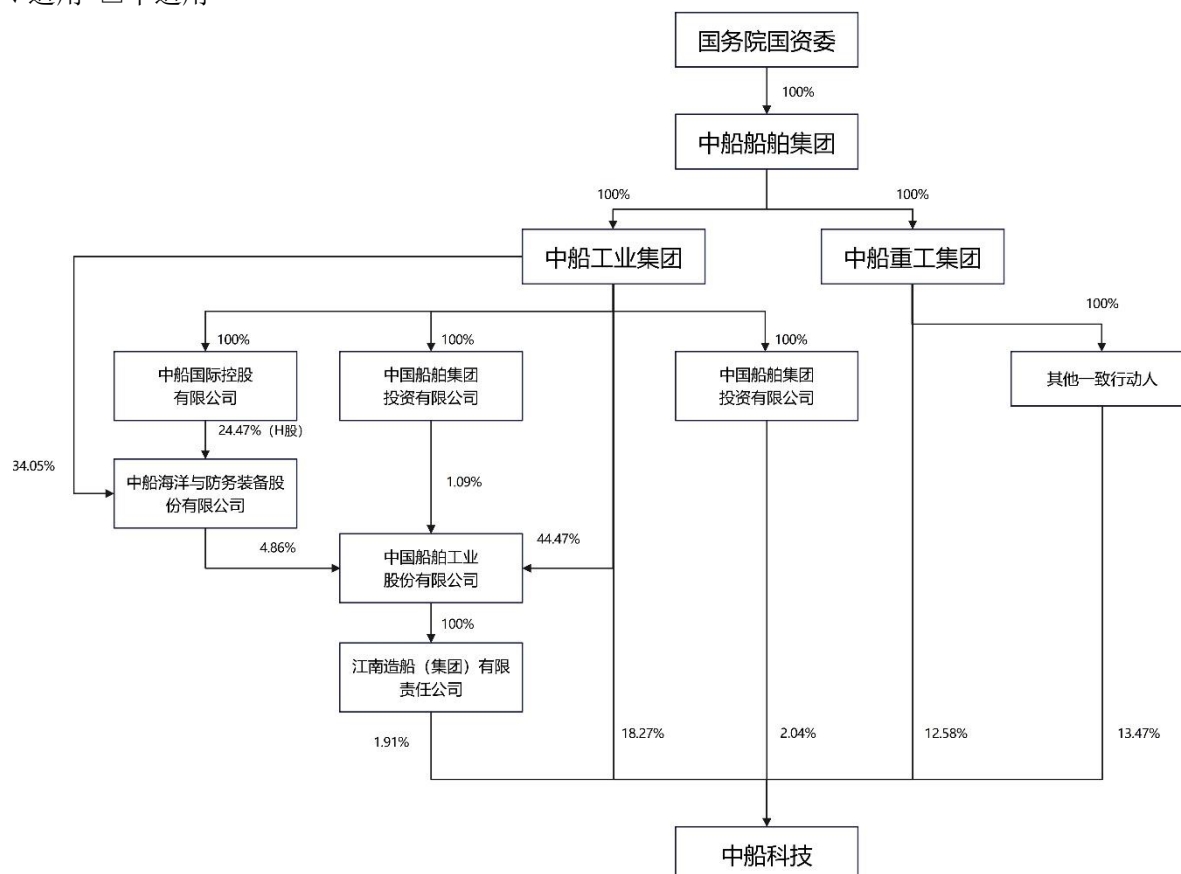 国务院国资委
100%
中船船舶集团
100%
100%
中船工业集团
中船重工集团
100%
100%
100%
100%
中船国际控股
有限公司
中国船舶集团
投资有限公司
中国船舶集团
投资有限公司
其他一致行动人
24.47%（H股）
34.05%
中船海洋与防务装备股
份有限公司
1.09%
4.86%
44.47%
中国船舶工业
股份有限公司
100%
江南造船（集团）有限
责任公司
1.91%
18.27%
2.04%
12.58%
13.47%
中船科技